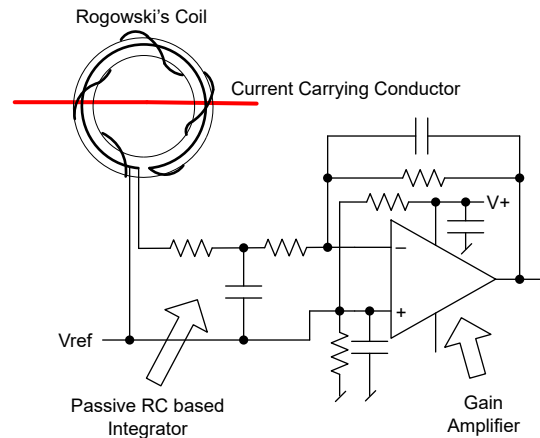 Rogowski's Coil
Current Carrying Conductor
V+
−
+
Vref
Passive RC based
Integrator
Gain
Amplifier